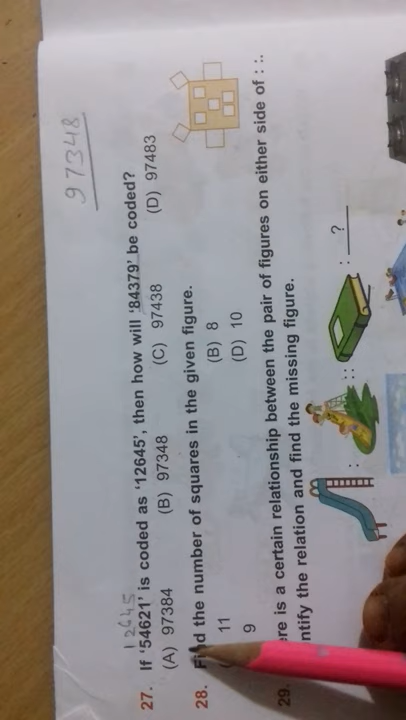 97348
12645
27. If '54621' is coded as '12645', then how will '84379' be coded?
(A) 97384 (B) 97348 (C) 97438 (D) 97483
28. Find the number of squares in the given figure.
11 (B) 8
9 (D) 10
29. ere is a certain relationship between the pair of figures on either side of : :.
ntify the relation and find the missing figure.
: :: : ?